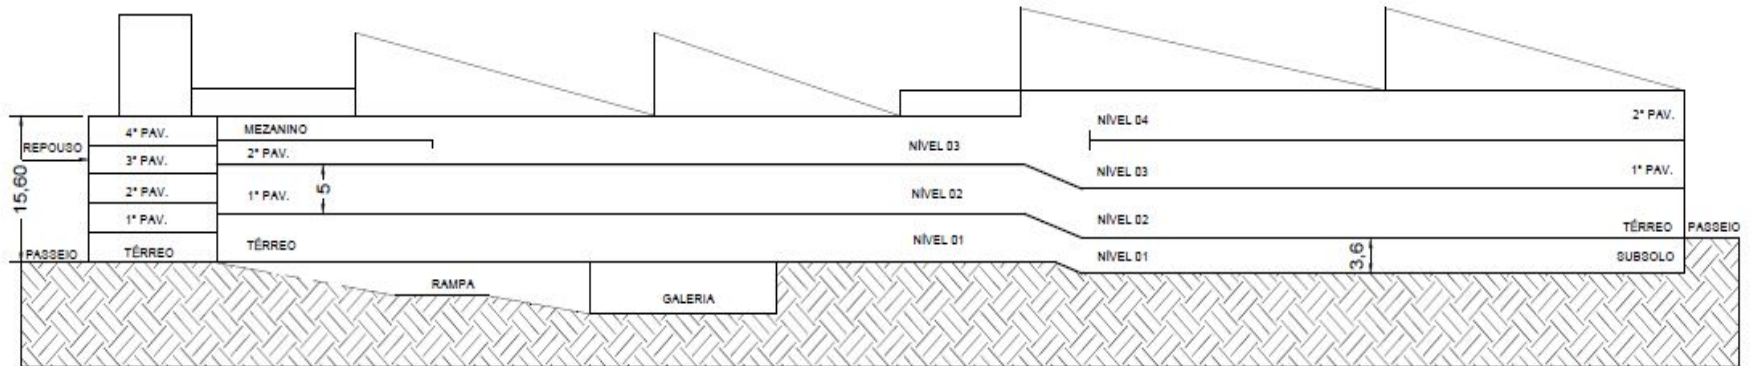 4° PAV.
REPOUSO
3° PAV.
15,60
2° PAV.
1° PAV.
PASSEIO
TÉRREO
MEZANINO
2° PAV.
5
1° PAV.
TÉRREO
RAMPA
GALERIA
NÍVEL 03
NÍVEL 02
NÍVEL 01
NÍVEL 04
NÍVEL 03
NÍVEL 02
NÍVEL 01
3,6
2° PAV.
1° PAV.
TÉRREO
PASSEIO
SUBSOLO